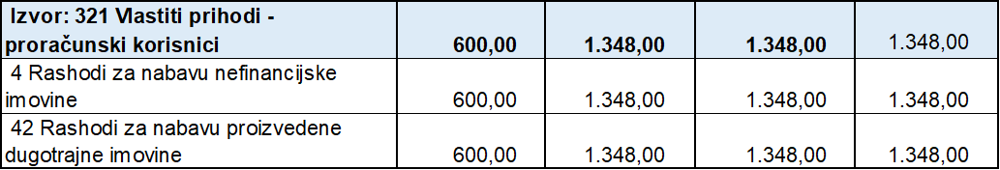 Izvor: 321 Vlastiti prihodi -
proračunski korisnici 600,00 1.348,00 1.348,00 1.348,00
4 Rashodi za nabavu nefinancijske
imovine 600,00 1.348,00 1.348,00 1.348,00
42 Rashodi za nabavu proizvedene
dugotrajne imovine 600,00 1.348,00 1.348,00 1.348,00